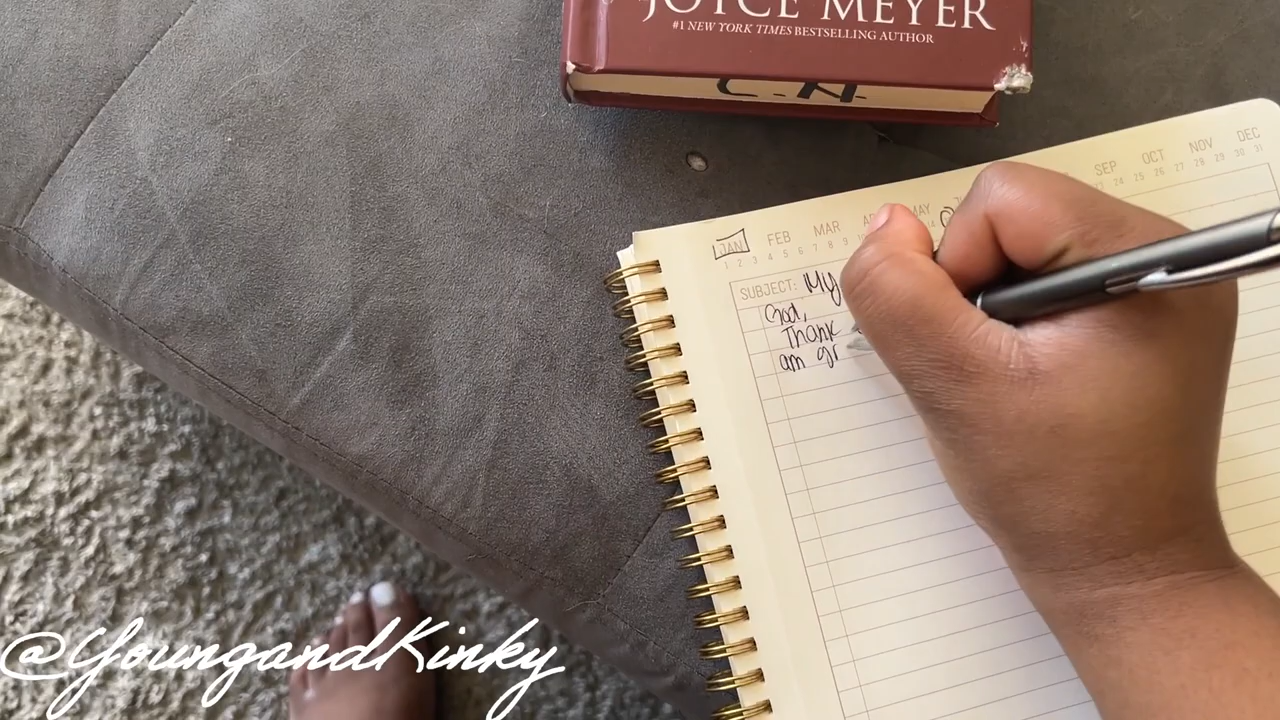 JOYCE MEYER
#1 NEW YORK TIMES BESTSELLING AUTHOR
C.H.
JAN FEB MAR MAY SEP OCT NOV DEC
SUBJECT: My
God,
Thank
am gr
@YoungandKinky